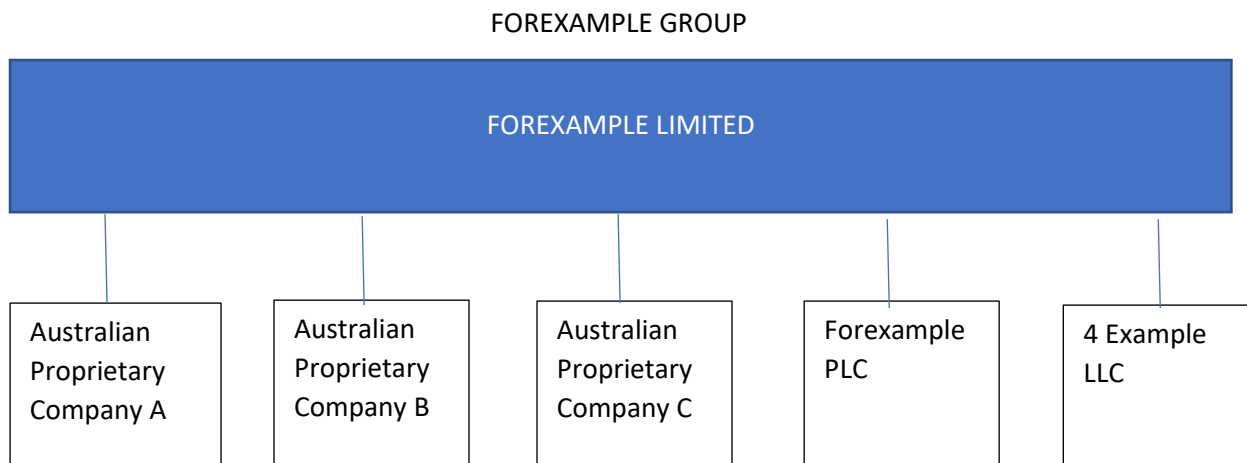 FOREXAMPLE GROUP
FOREXAMPLE LIMITED
Australian
Proprietary
Company A
Australian
Proprietary
Company B
Australian
Proprietary
Company C
Forexample
PLC
4 Example
LLC